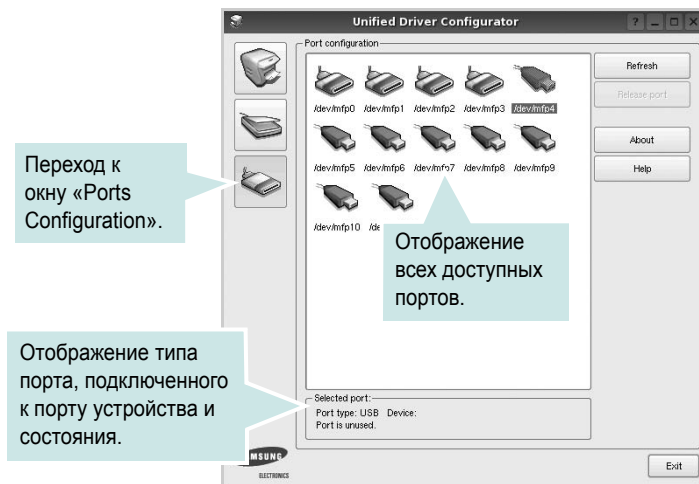 Unified Driver Configurator
Port configuration
/dev/mfp0 /dev/mfp1 /dev/mfp2 /dev/mfp3 /dev/mfp4
/dev/mfp5 /dev/mfp6 /dev/mfp7 /dev/mfp8 /dev/mfp9
/dev/mfp10
Refresh
Release port
About
Help
Переход к
окну «Ports
Configuration».
Отображение
всех доступных
портов.
Отображение типа
порта, подключенного
к порту устройства и
состояния.
Selected port:
Port type: USB Device:
Port is unused.
ELECTRONICS
Exit